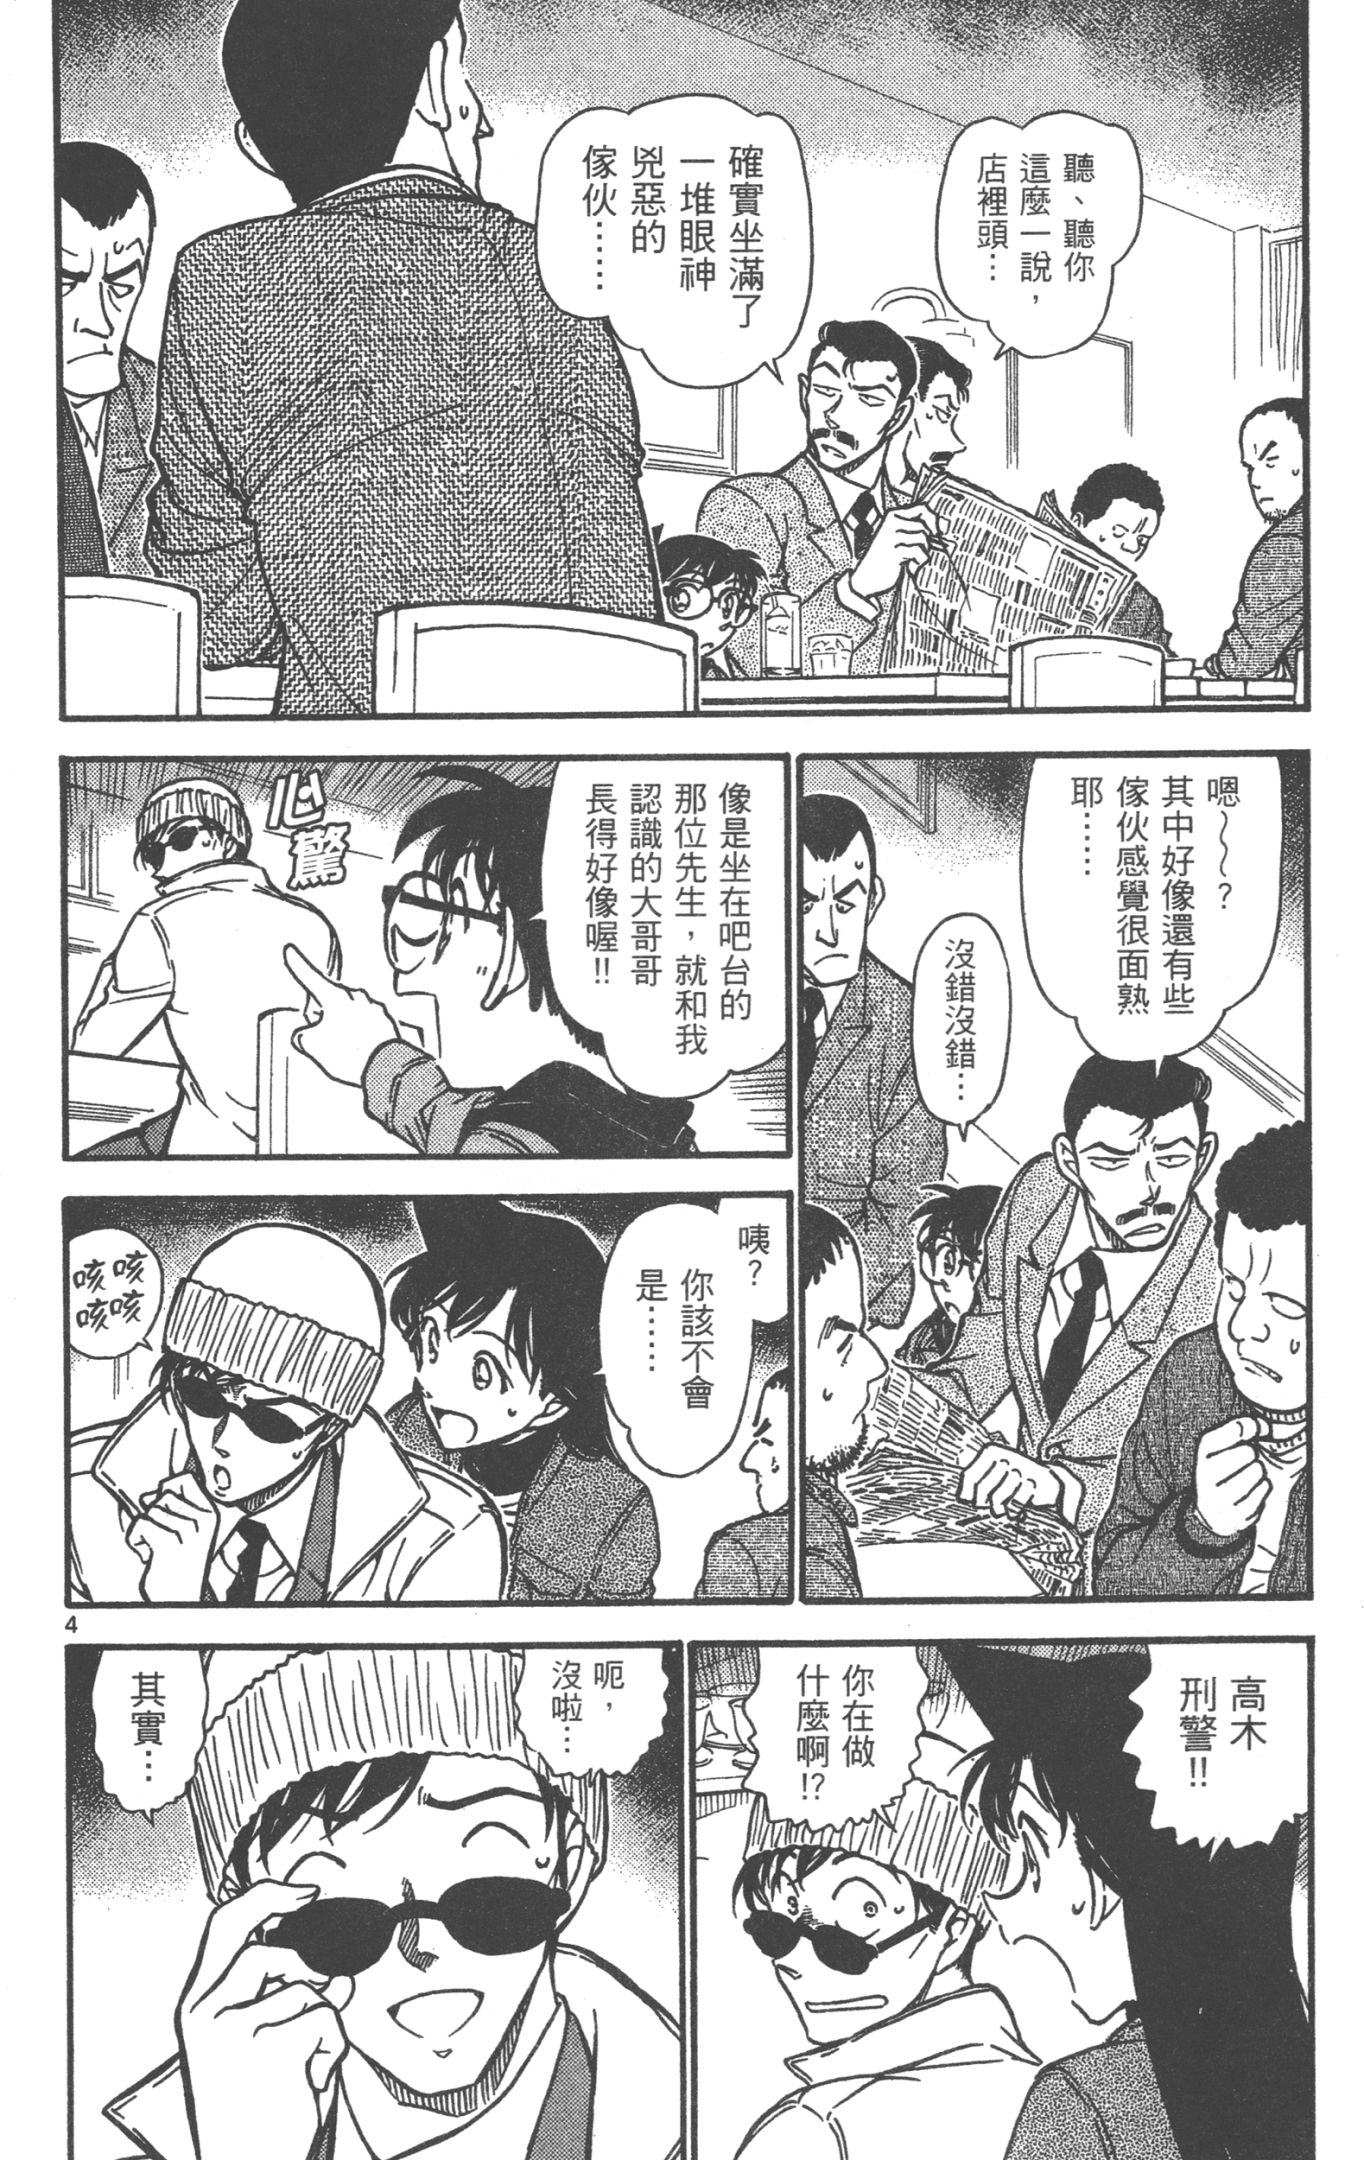 聽、聽你
這麼一說，
店裡頭…
確實坐滿了
一堆眼神
兇惡的
傢伙……
嗯～～?
其中好像還有些
傢伙感覺很面熟
耶……
沒錯沒錯…
像是坐在吧台的
那位先生，就和我
認識的大哥哥
長得好像喔!!
心驚
咦?
你該不會
是……
咳咳
咳咳
4
高木
刑警!!
你在做
什麼啊!?
呃，
沒啦…
其實…